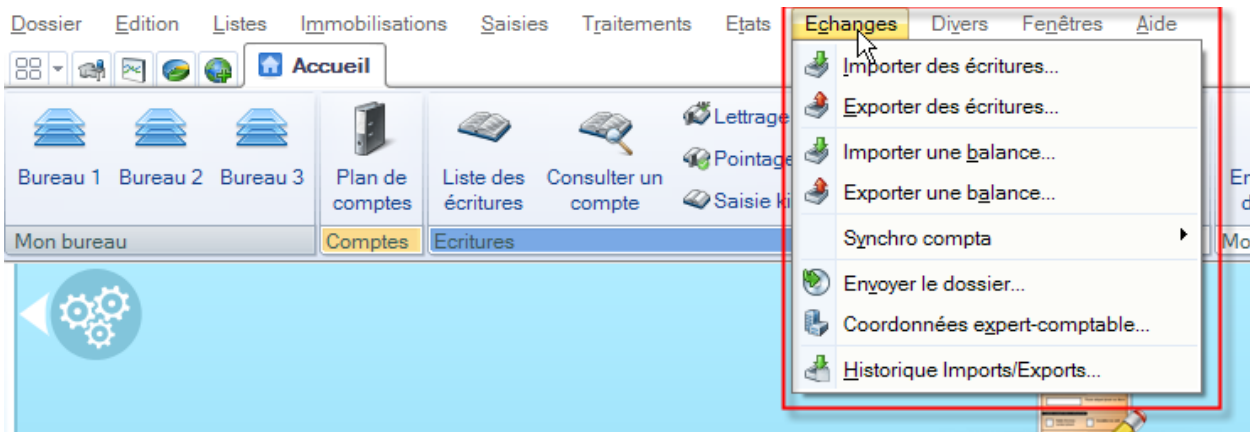 Dossier Edition Listes Immobilisations Saisies Traitements Etats Echanges Divers Fenêtres Aide
Accueil
Importer des écritures...
Exporter des écritures...
Importer une balance...
Exporter une balance...
Synchro compta
Envoyer le dossier...
Coordonnées expert-comptable...
Historique Imports/Exports...
Bureau 1 Bureau 2 Bureau 3
Plan de
comptes
Liste des
écritures
Consulter un
compte
Lettrage
Pointage
Saisie ki
Mon bureau Comptes Ecritures